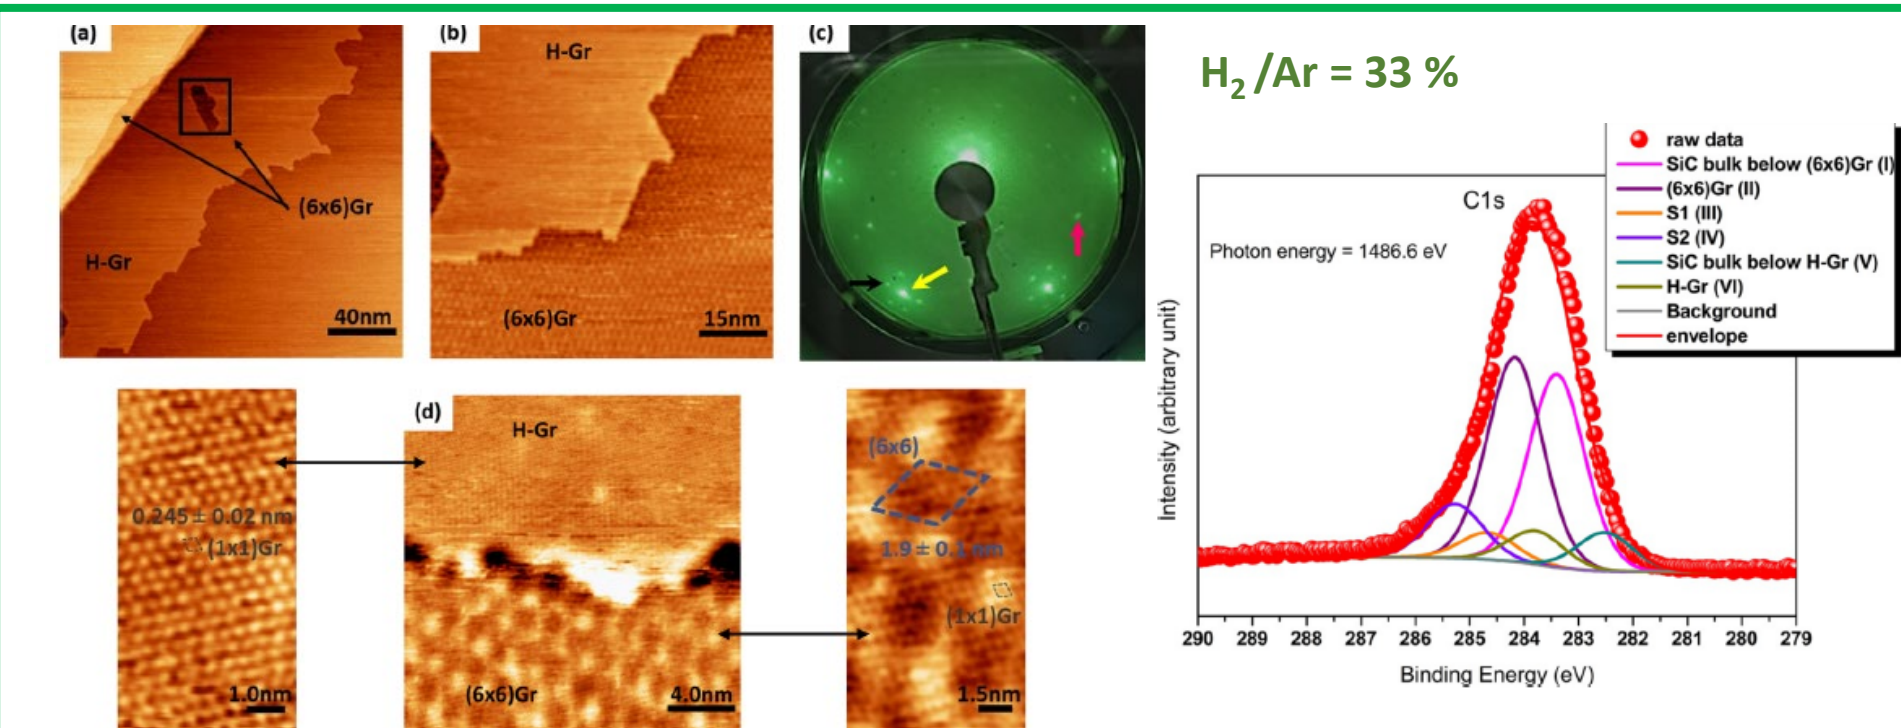 (a)
(6x6)Gr
H-Gr
40nm
(b)
H-Gr
(6x6)Gr
15nm
(c)
H2 /Ar = 33 %
0.245 ± 0.02 nm
(1x1)Gr
1.0nm
(d)
H-Gr
(6x6)Gr
4.0nm
(6x6)
1.9 ± 0.1 nm
(1x1)Gr
1.5nm
C1s
Photon energy = 1486.6 eV
raw data
SiC bulk below (6x6)Gr (I)
(6x6)Gr (II)
S1 (III)
S2 (IV)
SiC bulk below H-Gr (V)
H-Gr (VI)
Background
envelope
Intensity (arbitrary unit)
290 289 288 287 286 285 284 283 282 281 280 279
Binding Energy (eV)